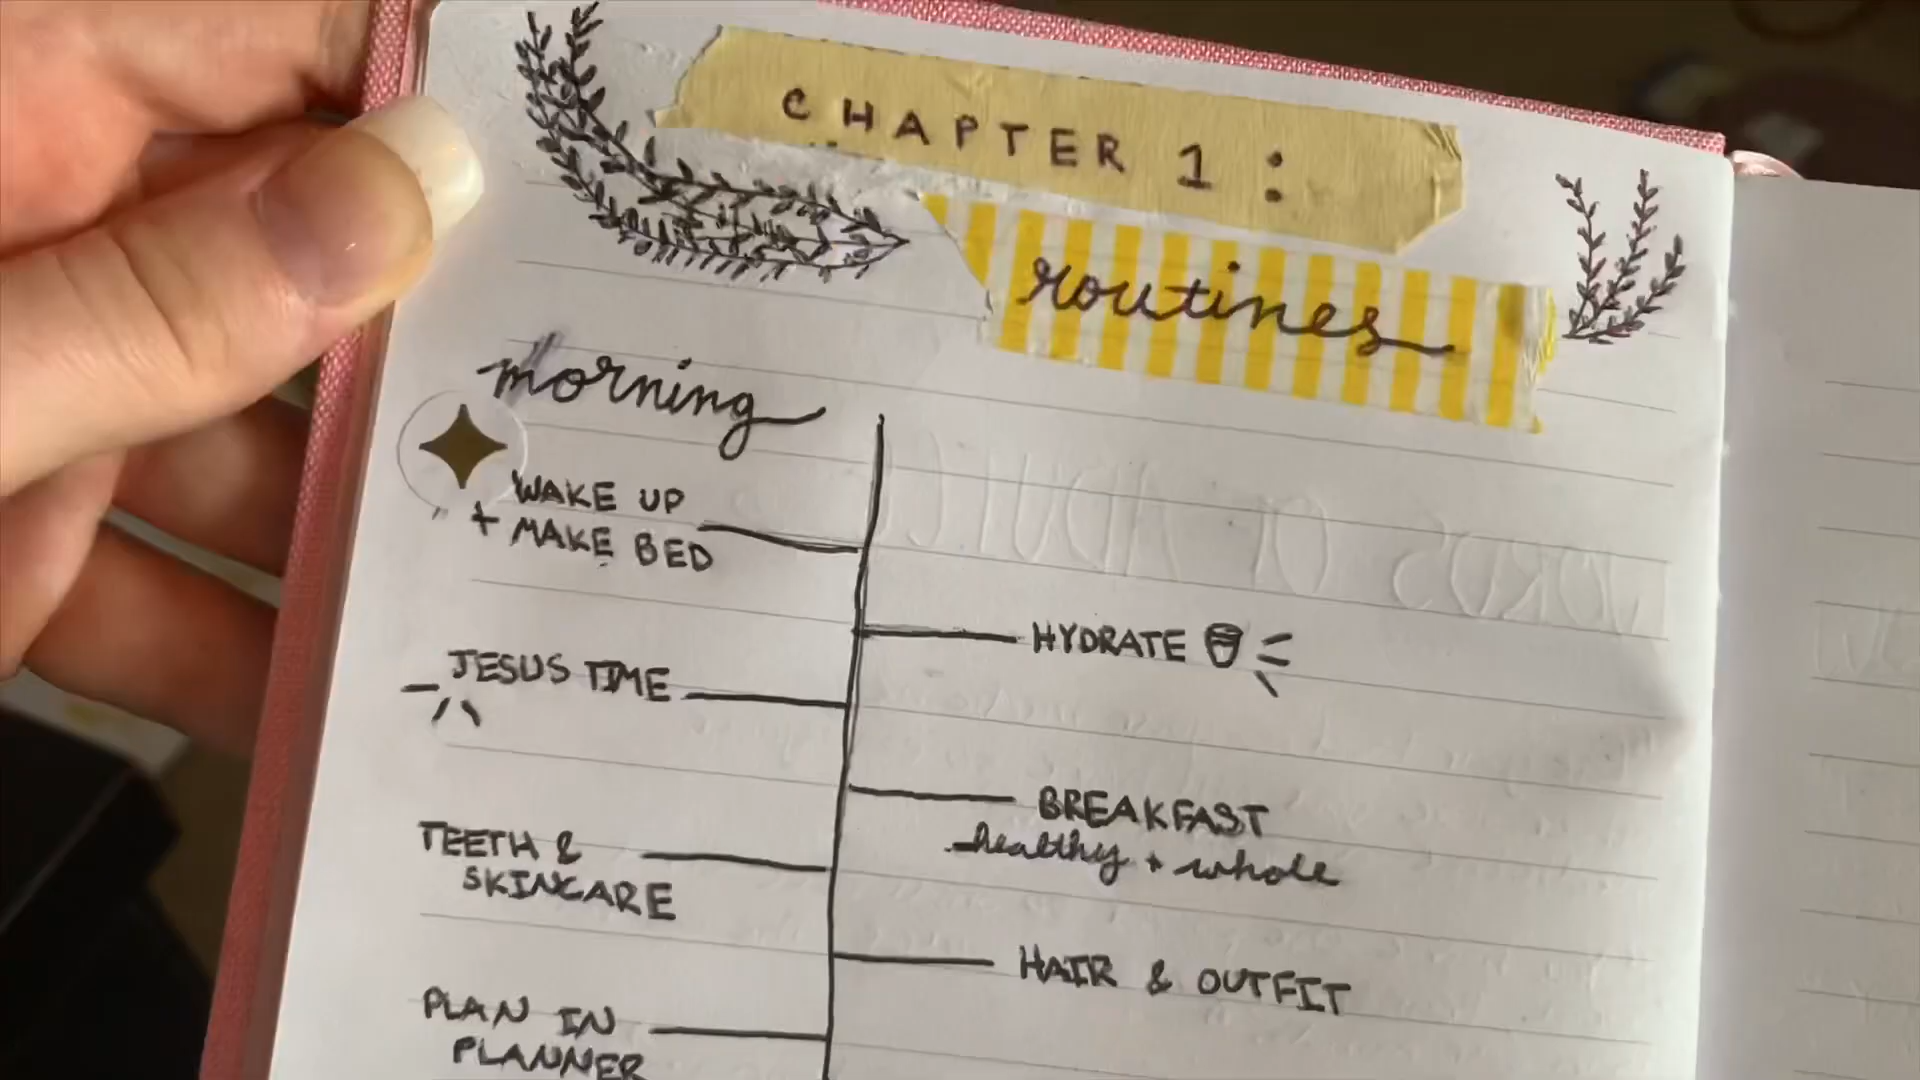 CHAPTER 1 :
routines
morning
WAKE UP
+ MAKE BED
HYDRATE
JESUS TIME
BREAKFAST
healthy + whole
TEETH &
SKINCARE
HAIR & OUTFIT
PLAN IN
PLANNER